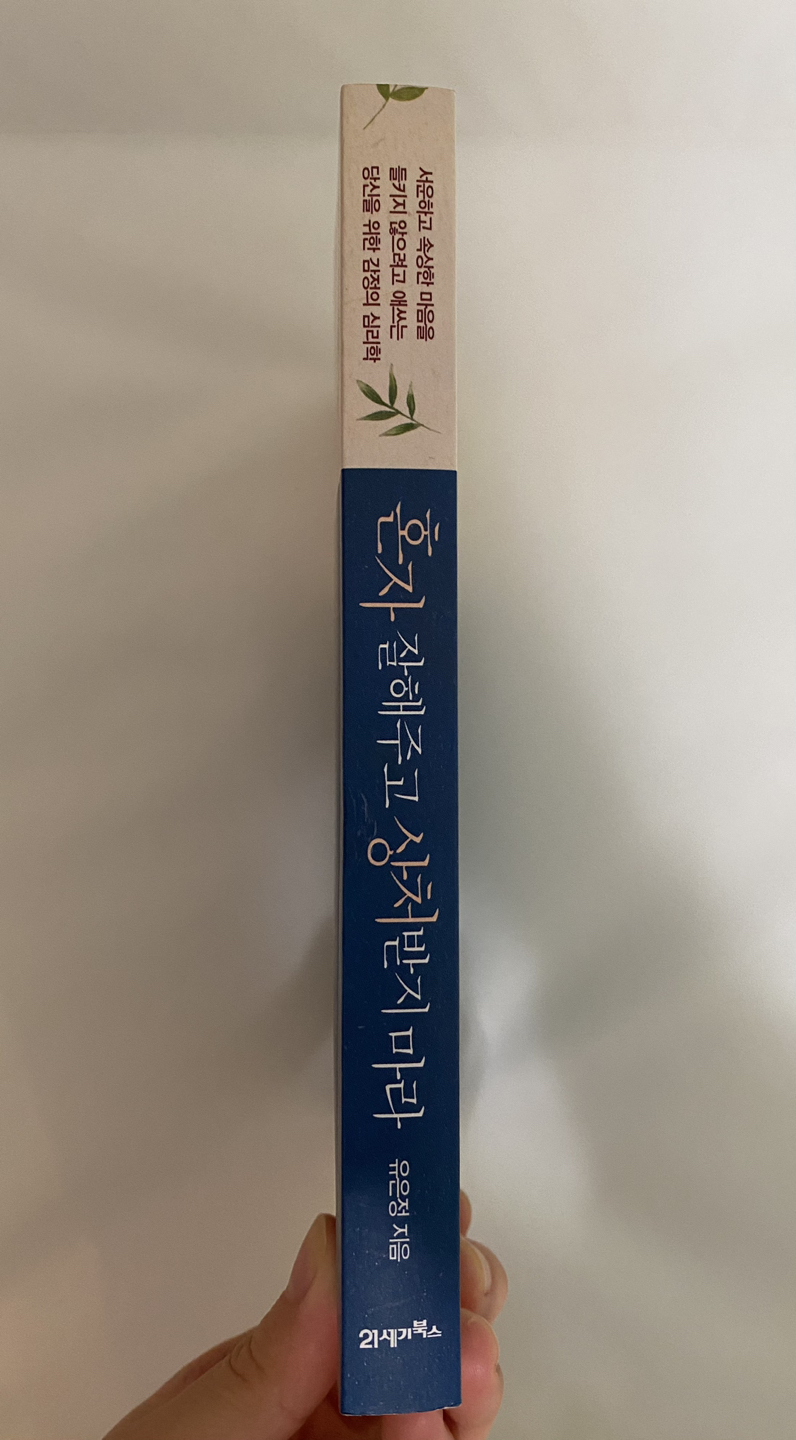 서운하고 속상한 마음을
들키지 않으려고 애쓰는
당신을 위한 감정의 심리학
혼자 잘해주고 상처받지 마라
유은정 지음
21세기북스